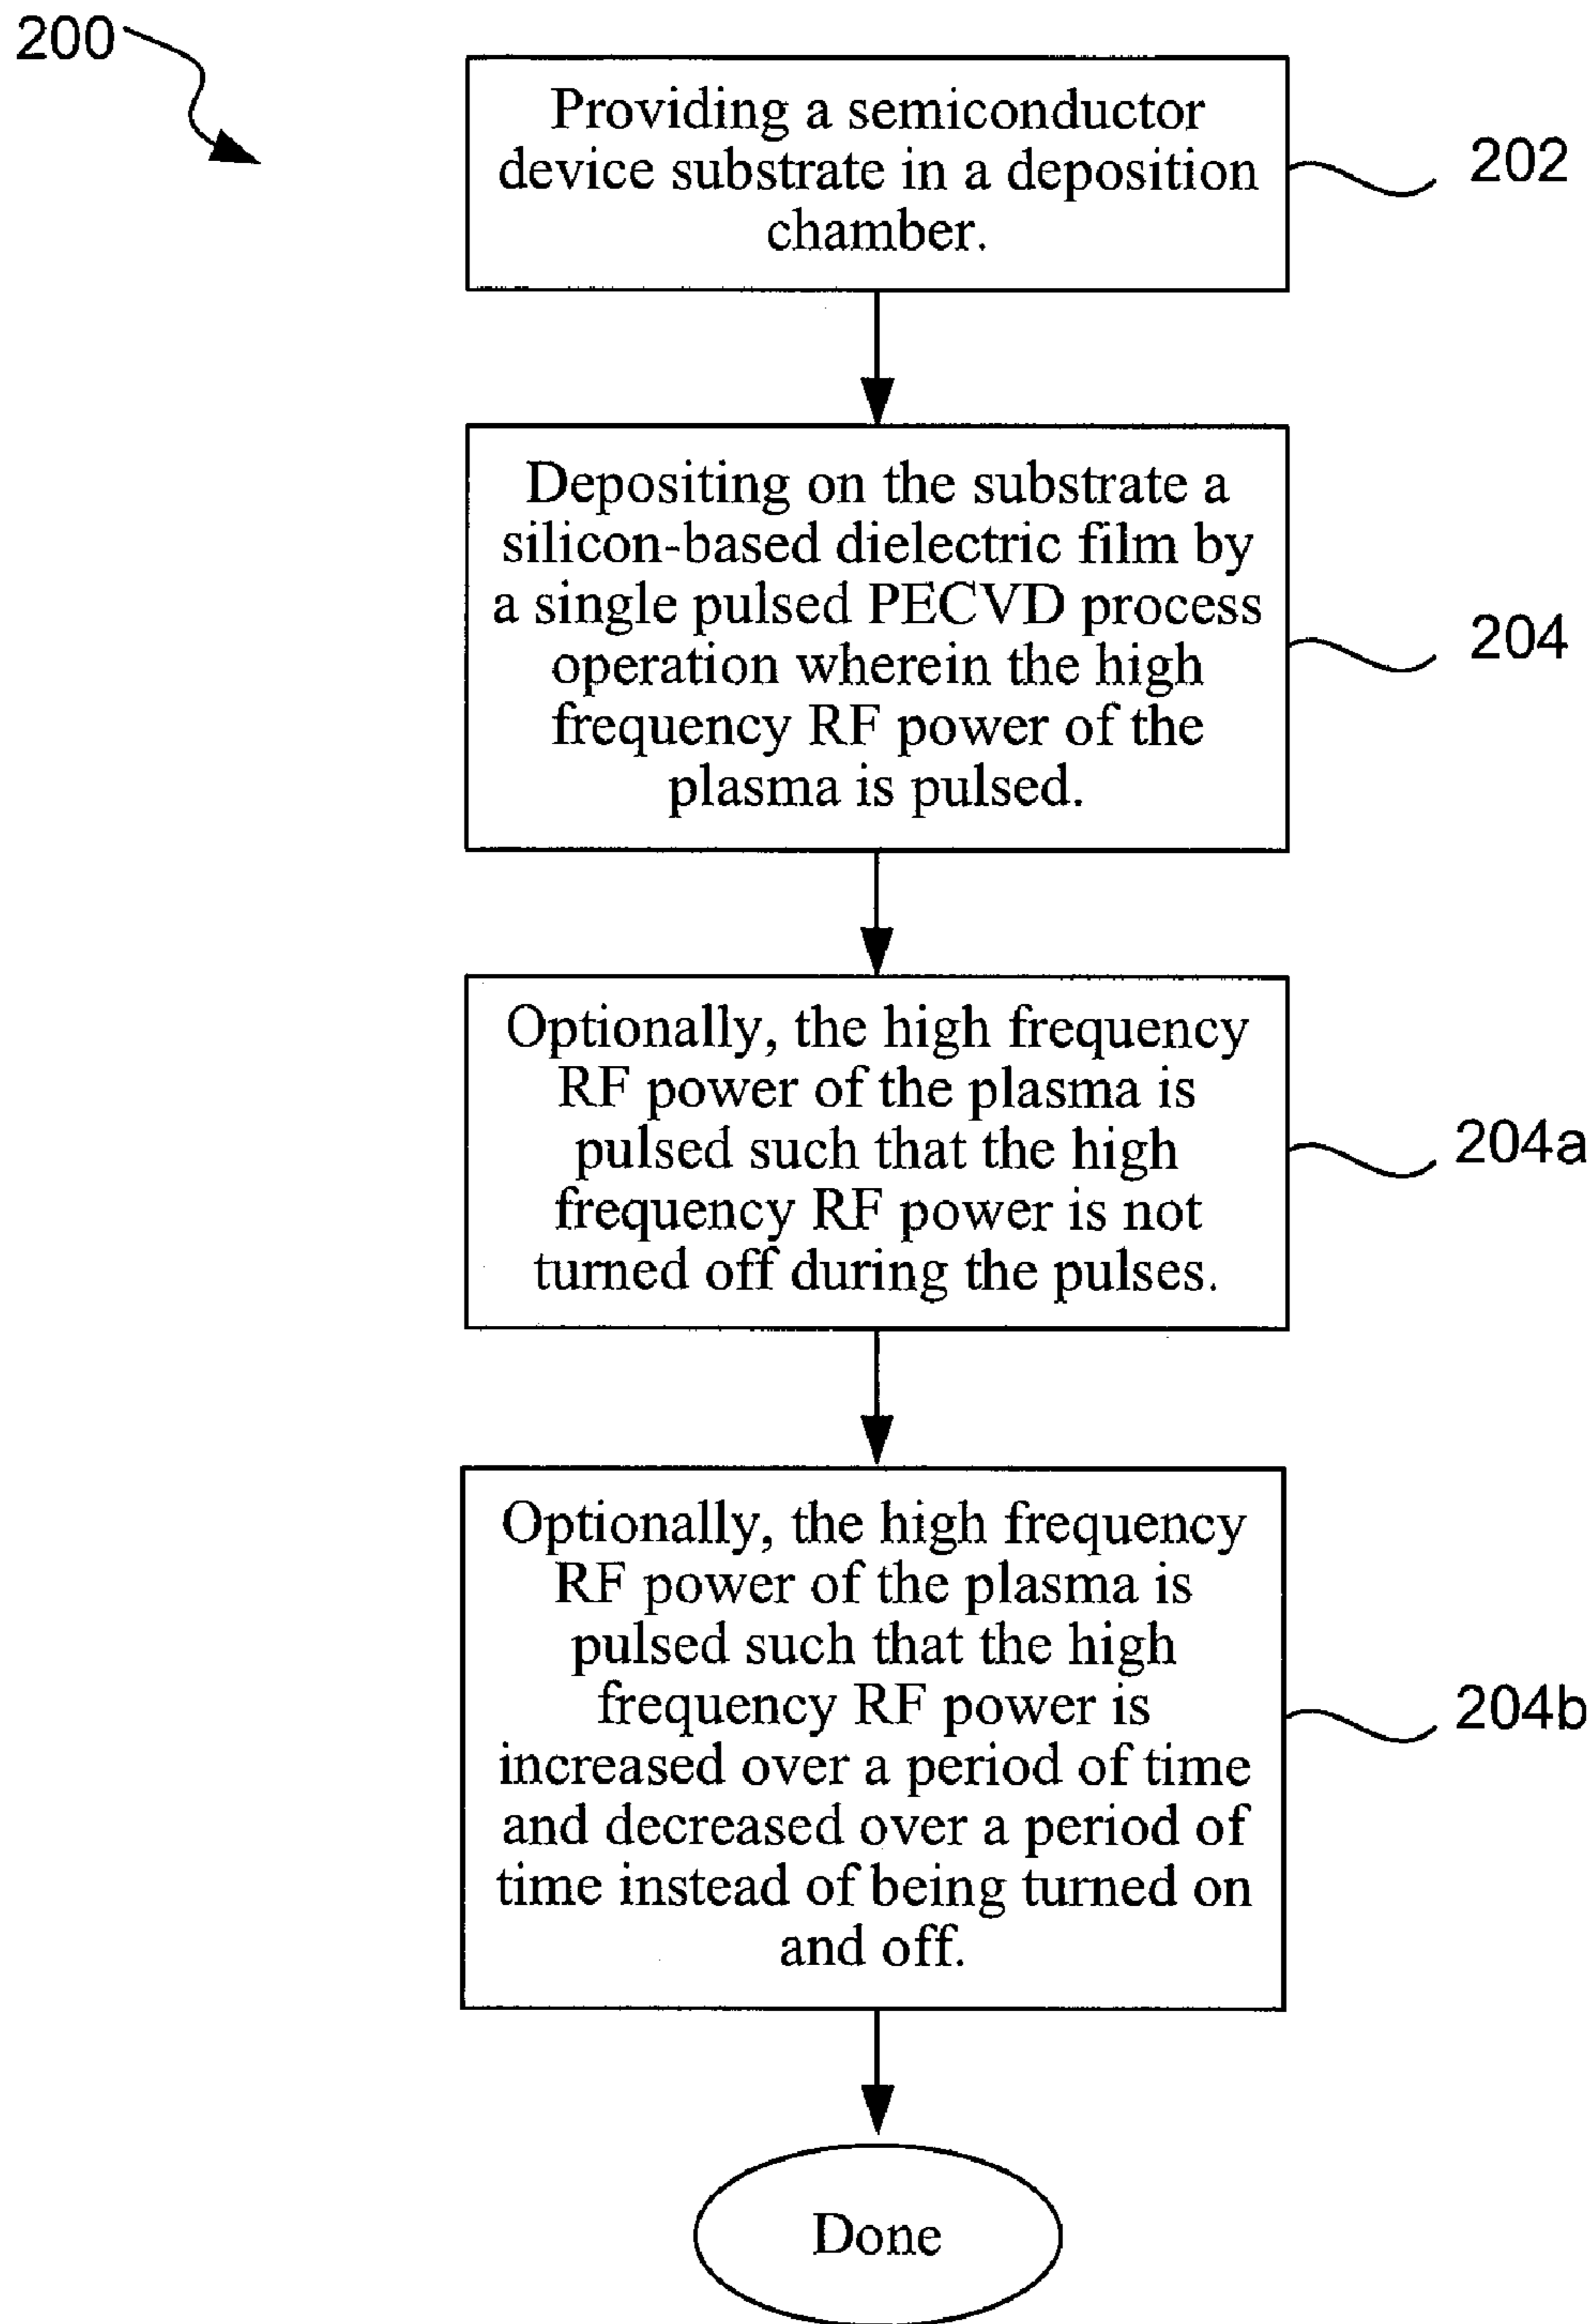 200
Providing a semiconductor
device substrate in a deposition
chamber.
202
Depositing on the substrate a
silicon-based dielectric film by
a single pulsed PECVD process
operation wherein the high
frequency RF power of the
plasma is pulsed.
204
Optionally, the high frequency
RF power of the plasma is
pulsed such that the high
frequency RF power is not
turned off during the pulses.
204a
Optionally, the high frequency
RF power of the plasma is
pulsed such that the high
frequency RF power is
increased over a period of time
and decreased over a period of
time instead of being turned on
and off.
204b
Done